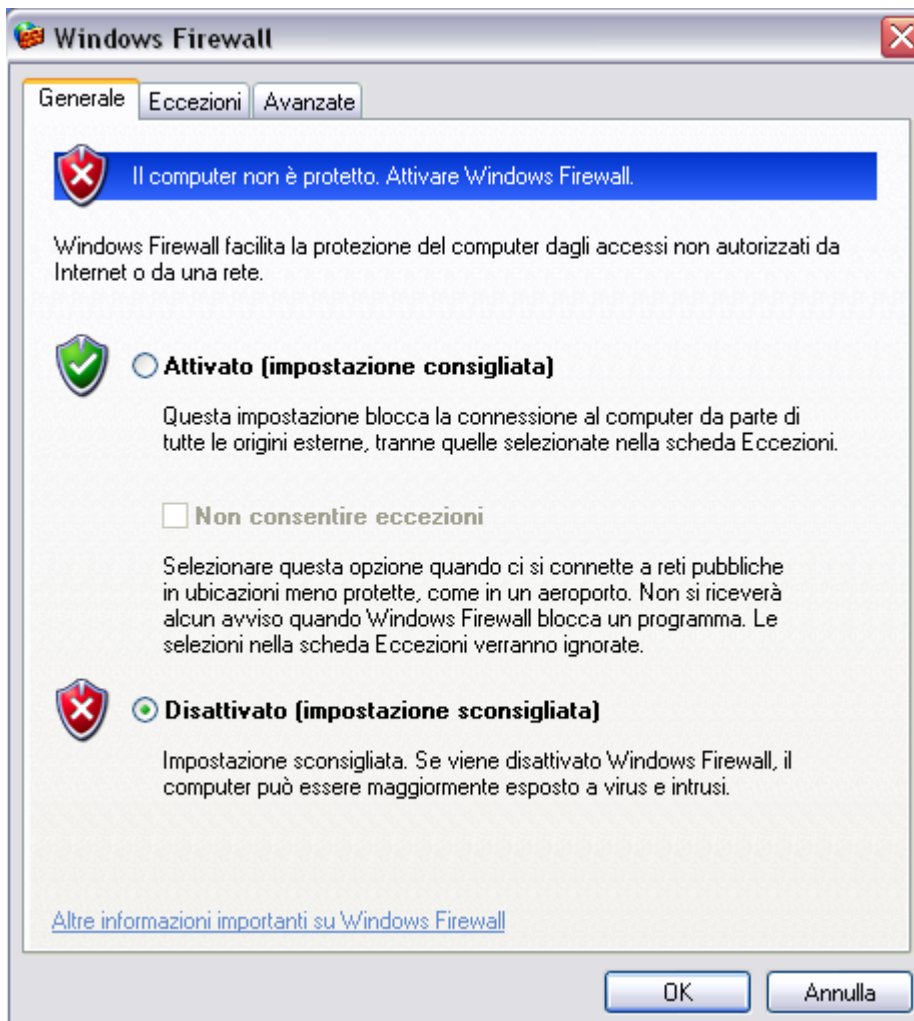 Windows Firewall
Generale
Eccezioni
Avanzate
Il computer non è protetto. Attivare Windows Firewall.
Windows Firewall facilita la protezione del computer dagli accessi non autorizzati da
Internet o da una rete.
Attivato (impostazione consigliata)
Questa impostazione blocca la connessione al computer da parte di
tutte le origini esterne, tranne quelle selezionate nella scheda Eccezioni.
Non consentire eccezioni
Selezionare questa opzione quando ci si connette a reti pubbliche
in ubicazioni meno protette, come in un aeroporto. Non si riceverà
alcun avviso quando Windows Firewall blocca un programma. Le
selezioni nella scheda Eccezioni verranno ignorate.
Disattivato (impostazione sconsigliata)
Impostazione sconsigliata. Se viene disattivato Windows Firewall, il
computer può essere maggiormente esposto a virus e intrusi.
Altre informazioni importanti su Windows Firewall
OK
Annulla